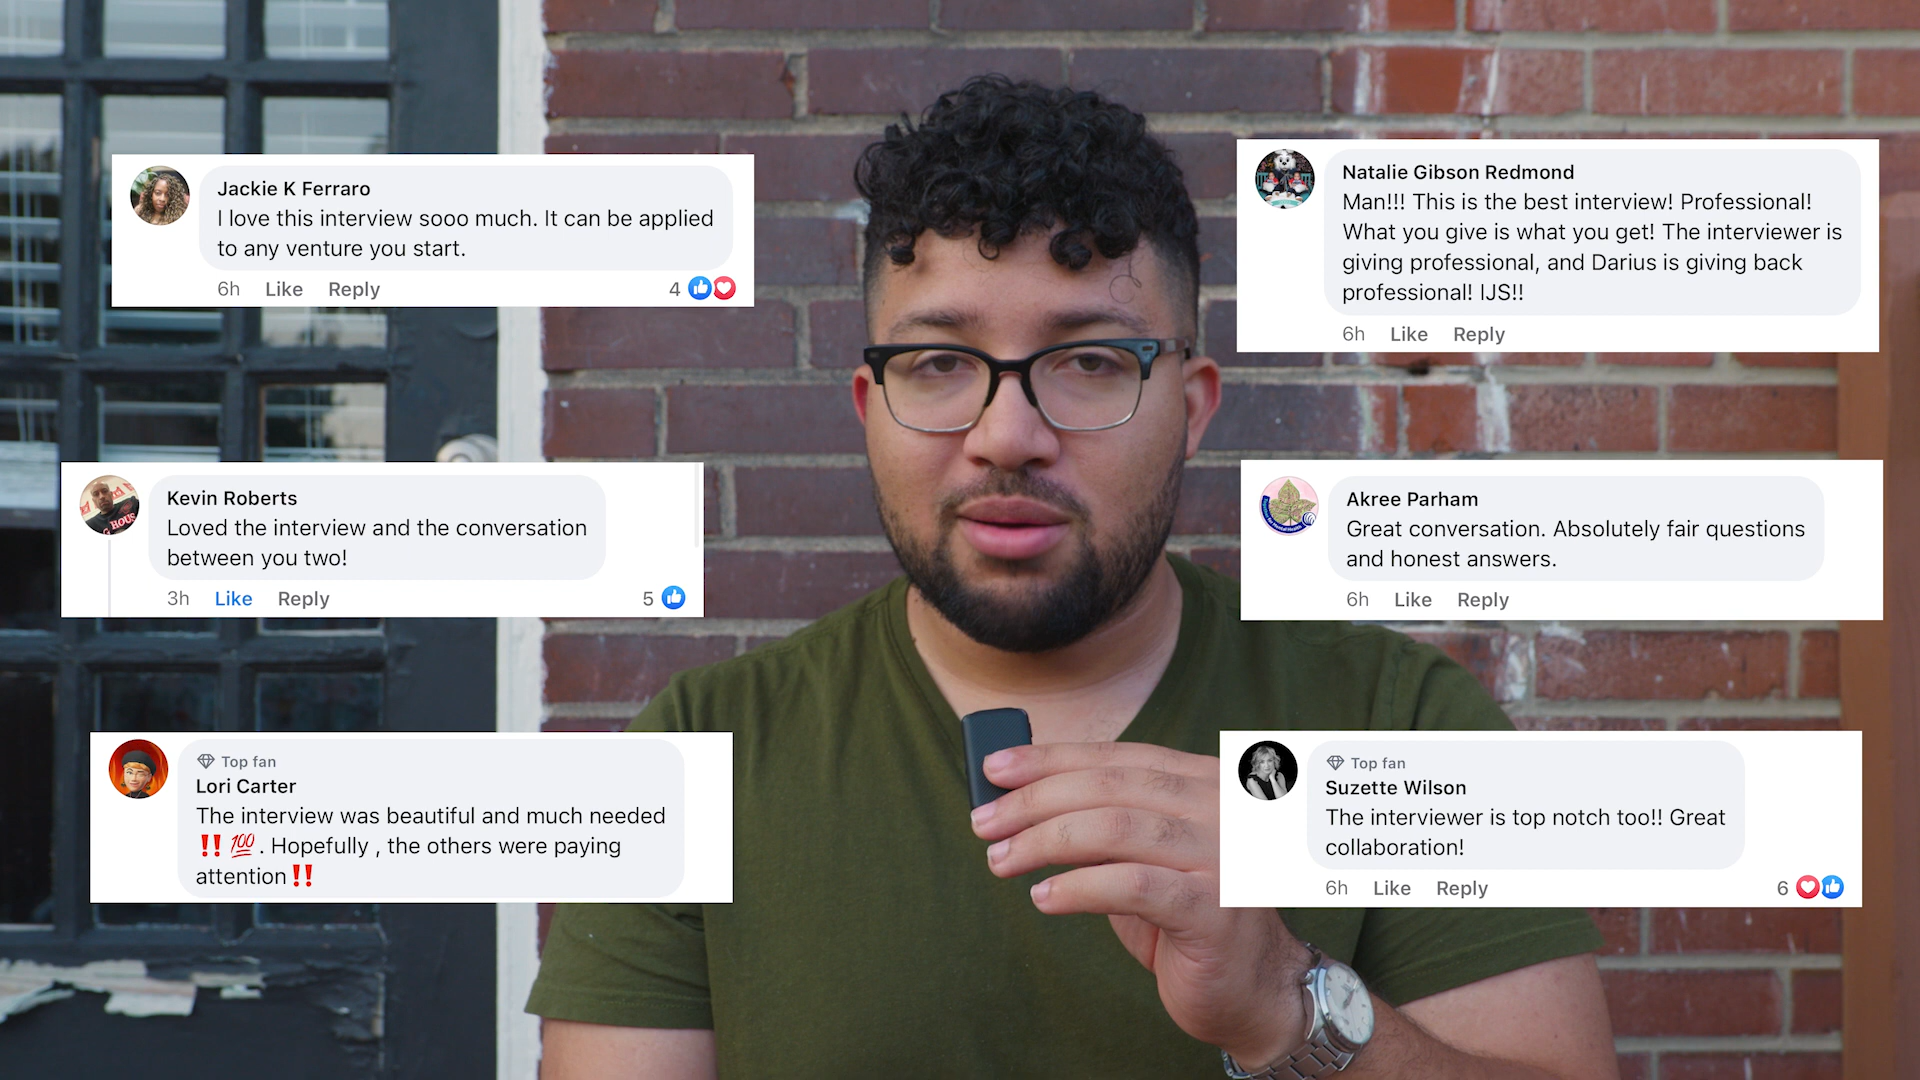 Jackie K Ferraro
I love this interview sooo much. It can be applied
to any venture you start.
6h Like Reply 4
Kevin Roberts
Loved the interview and the conversation
between you two!
3h Like Reply 5
Top fan
Lori Carter
The interview was beautiful and much needed
‼️ 💯 . Hopefully , the others were paying
attention‼️
Natalie Gibson Redmond
Man!!! This is the best interview! Professional!
What you give is what you get! The interviewer is
giving professional, and Darius is giving back
professional! IJS!!
6h Like Reply
Akree Parham
Great conversation. Absolutely fair questions
and honest answers.
6h Like Reply
Top fan
Suzette Wilson
The interviewer is top notch too!! Great
collaboration!
6h Like Reply 6